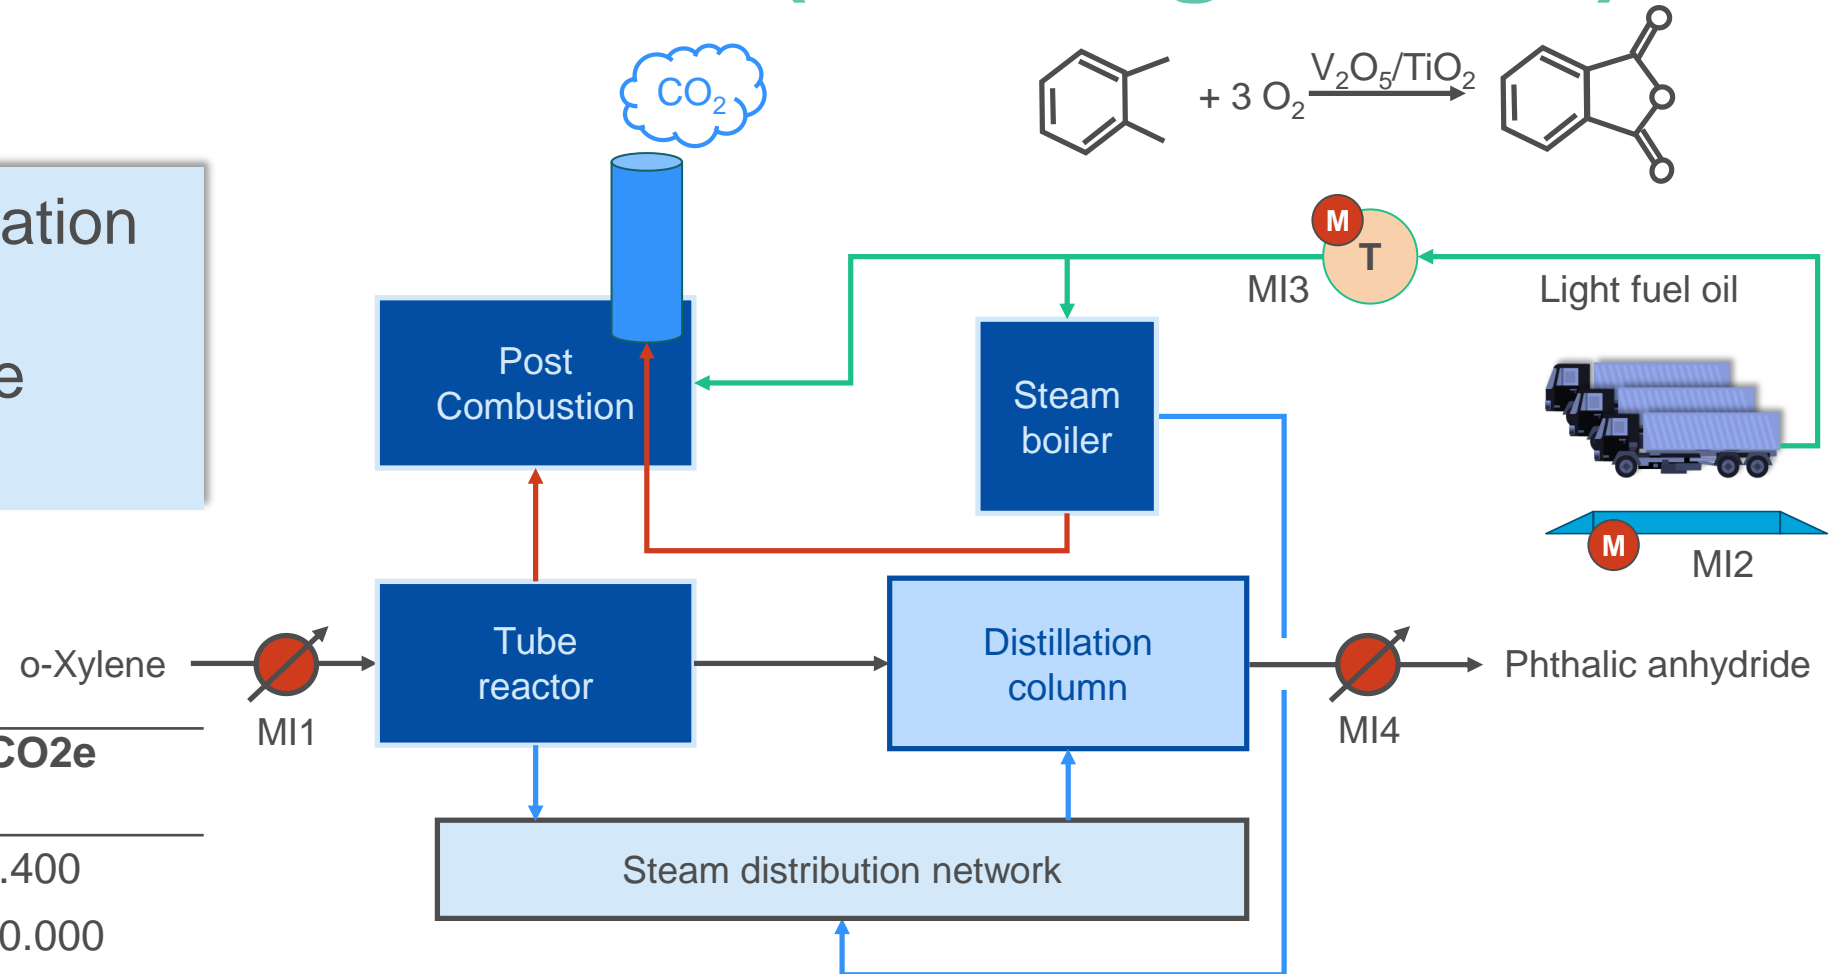 CO2
+ 3 O2
V2O5/TiO2
ation
M
T
MI3
Light fuel oil
e
Post
Combustion
Steam
boiler
M
MI2
o-Xylene
MI1
Tube
reactor
Distillation
column
MI4
Phthalic anhydride
CO2e
.400
0.000
Steam distribution network